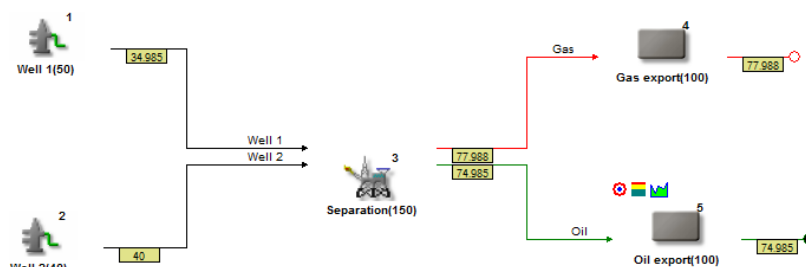 1
Well 1(50)
34.985
Well 1
Well 2
3
Separation(150)
77.988
74.985
Gas
4
Gas export(100)
77.988
2
40
Oil
5
Oil export(100)
74.985